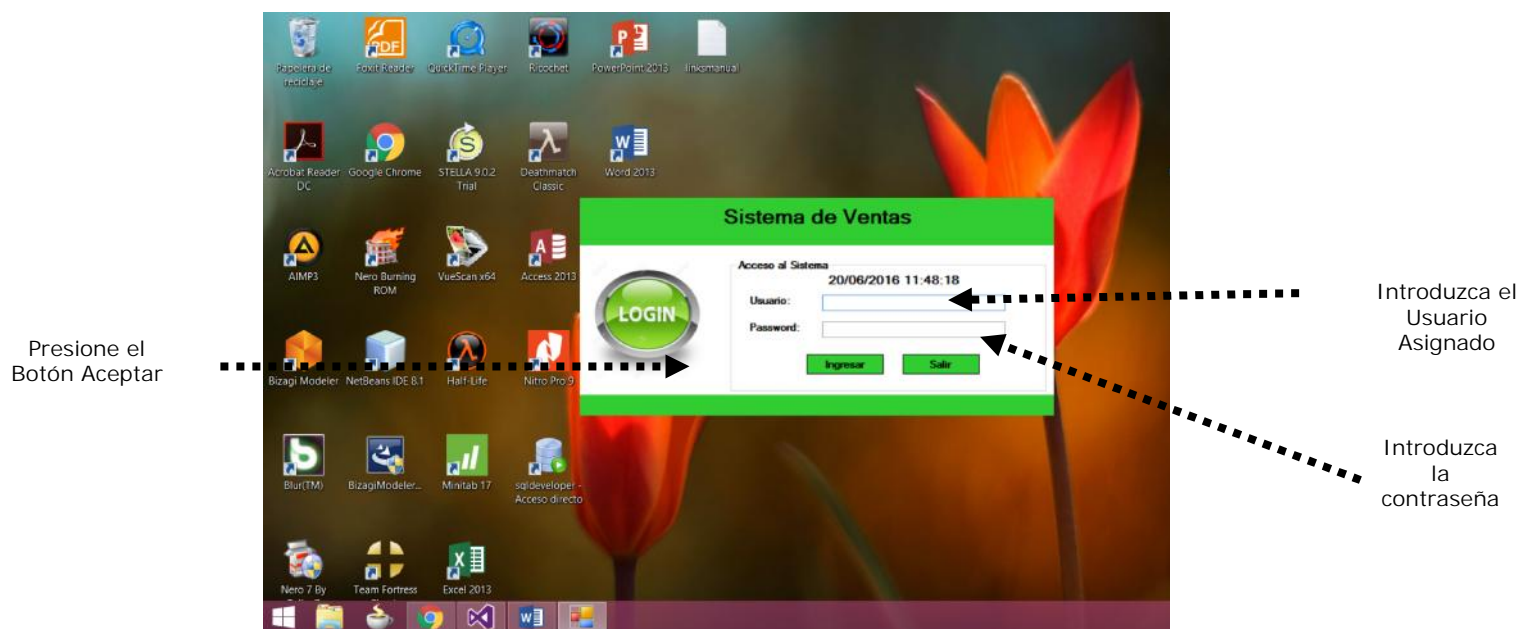 Papelera de
reciclaje
Foxit Reader
QuickTime Player
Ricochet
PowerPoint 2013
linksmanual
Acrobat Reader
DC
Google Chrome
STELLA 9.0.2
Trial
Deathmatch
Classic
Word 2013
AIMP3
Nero Burning
ROM
VueScan x64
Access 2013
Bizagi Modeler
NetBeans IDE 8.1
Half-Life
Nitro Pro 9
Blur(TM)
BizagiModeler...
Minitab 17
sqldeveloper -
Acceso directo
Nero 7 By
Team Fortress
Excel 2013
Sistema de Ventas
Acceso al Sistema
20/06/2016 11:48:18
LOGIN
Usuario:
Password:
Ingresar
Salir
Presione el
Botón Aceptar
Introduzca el
Usuario
Asignado
Introduzca
la
contraseña